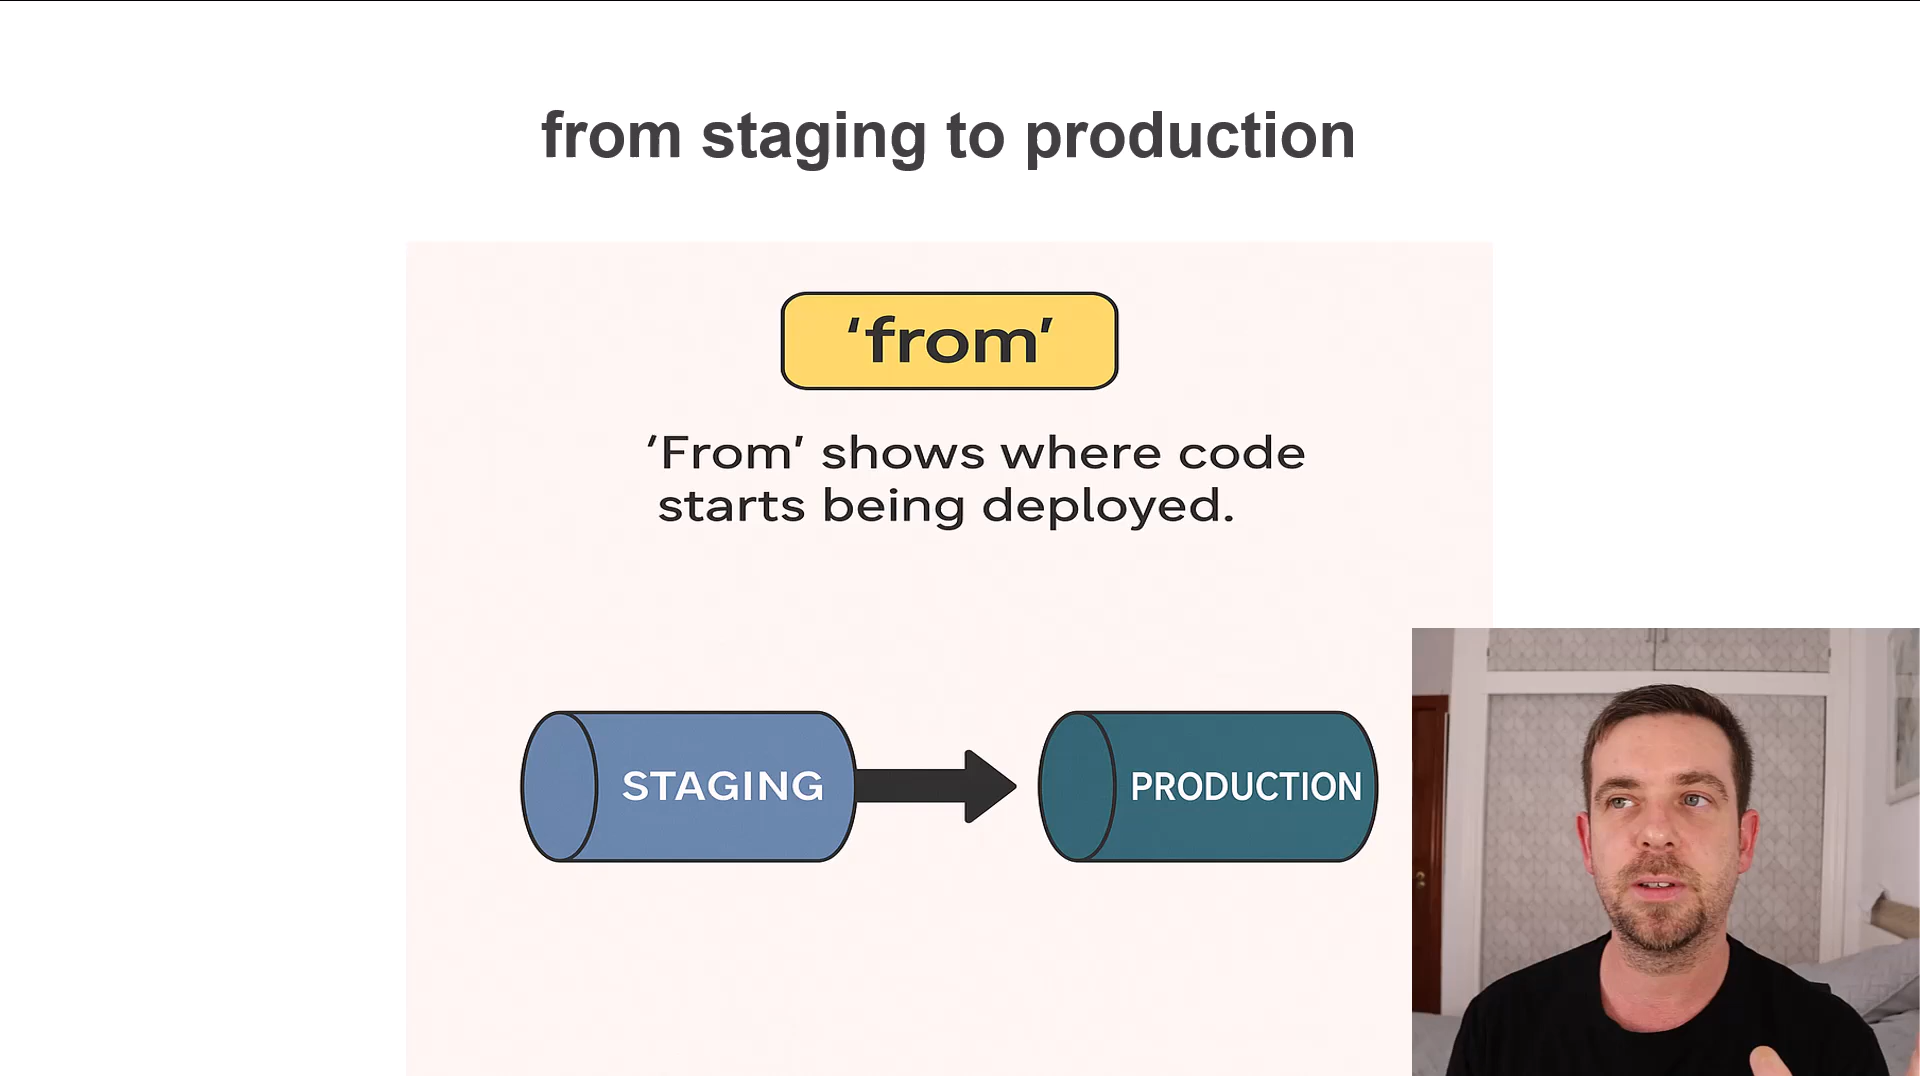 from staging to production
‘from’
‘From’ shows where code
starts being deployed.
STAGING
PRODUCTION